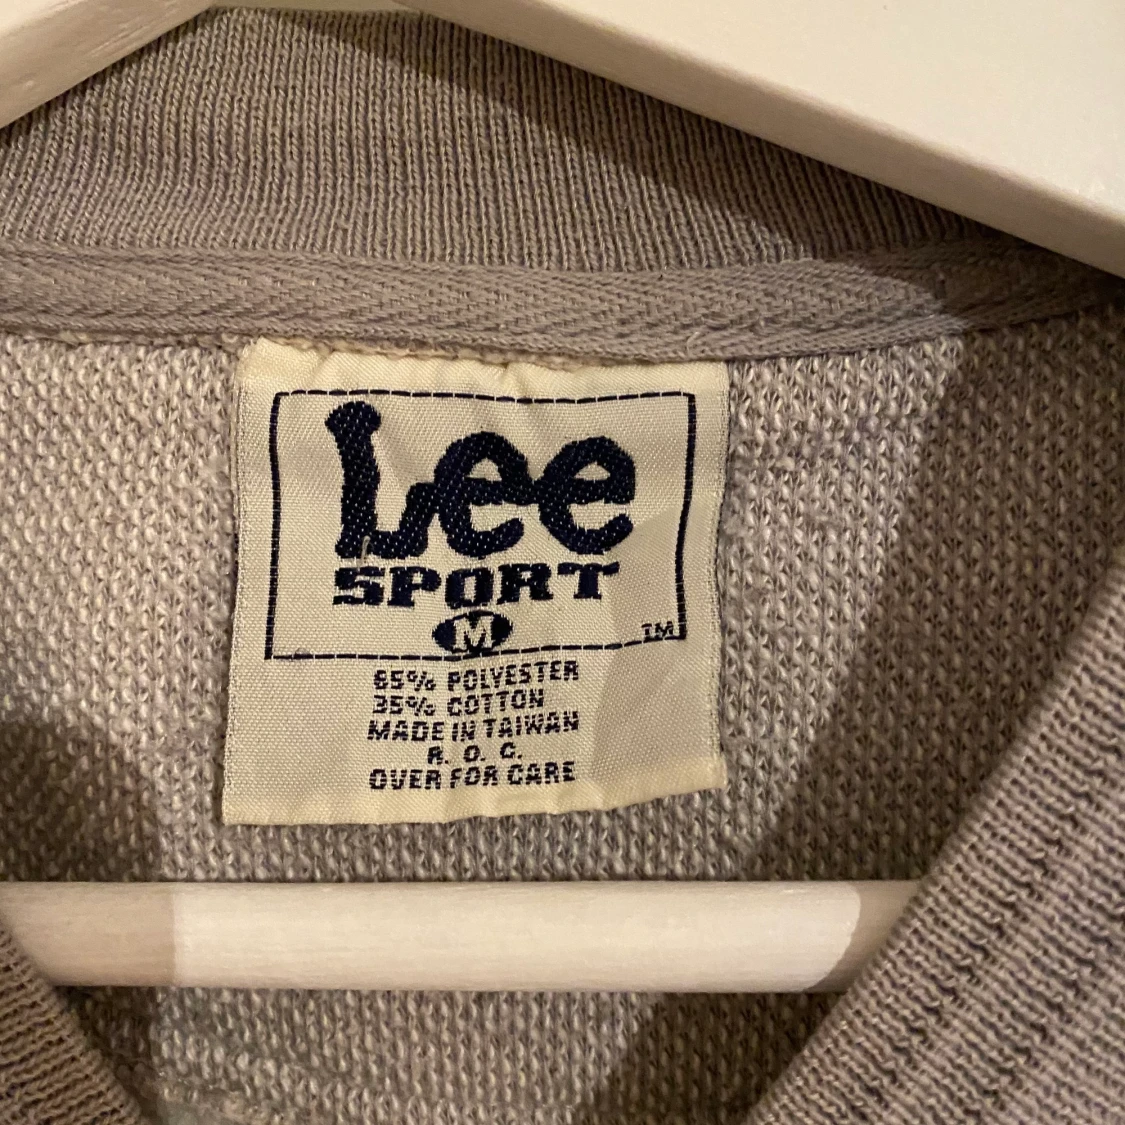 Lee
SPORT
M
TM
65% POLYESTER
35% COTTON
MADE IN TAIWAN
R. O. C.
OVER FOR CARE